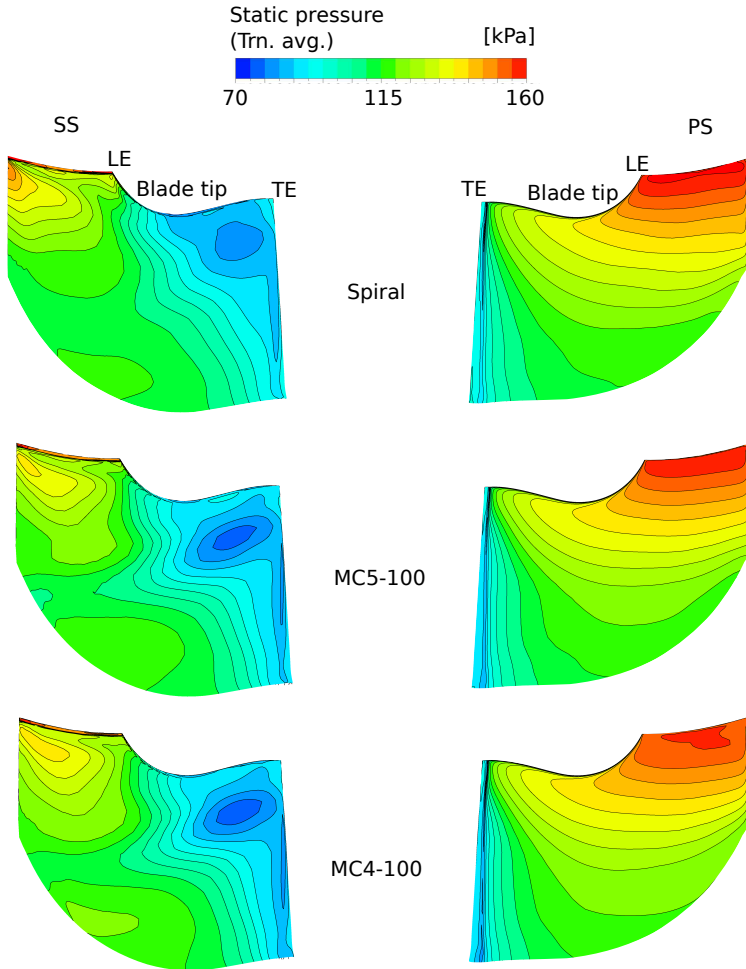 Static pressure
(Trn. avg.) [kPa]
70 115 160
SS PS
LE LE
Blade tip TE TE Blade tip
Spiral
MC5-100
MC4-100